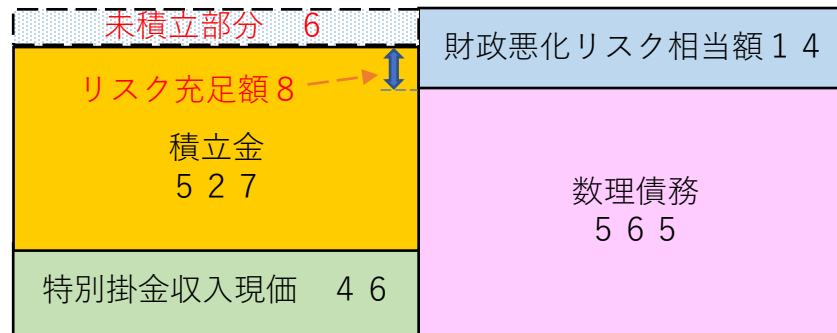 未積立部分　６
リスク充足額８
積立金
５２７
特別掛金収入現価　４６
財政悪化リスク相当額１４
数理債務
５６５